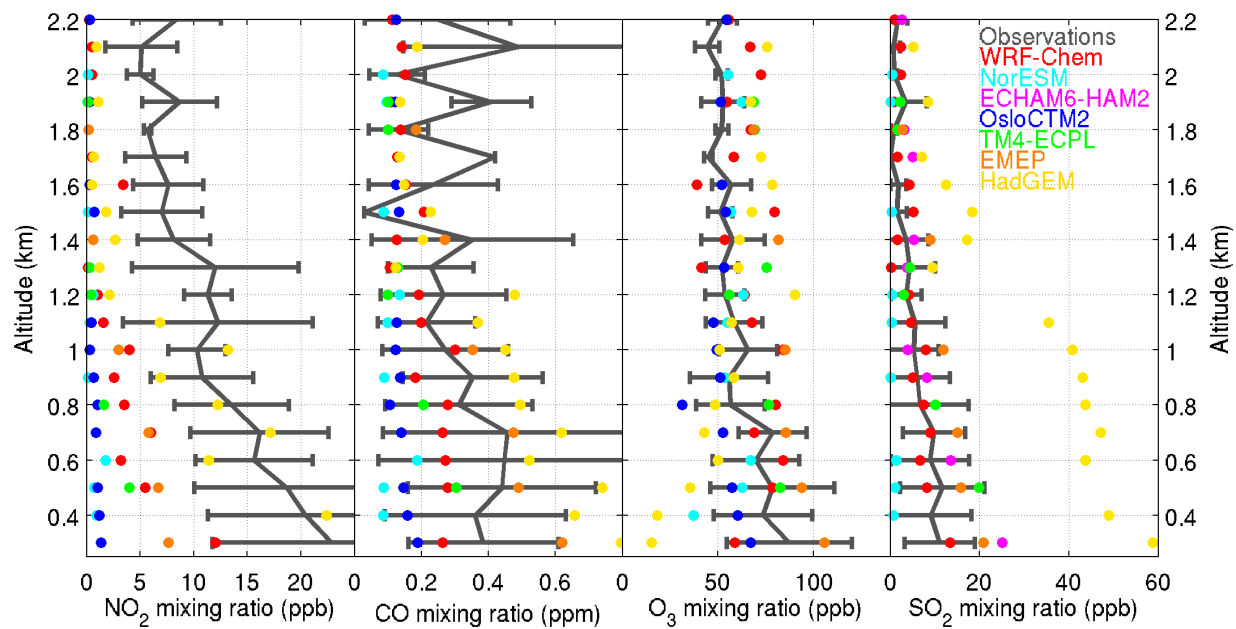 2.2
2
1.8
1.6
1.4
1.2
1
0.8
0.6
0.4
Altitude (km)
0 5 10 15 20
NO2 mixing ratio (ppb)
0 0.2 0.4 0.6
CO mixing ratio (ppm)
0 50 100
O3 mixing ratio (ppb)
0 20 40 60
SO2 mixing ratio (ppb)
Observations
WRF-Chem
NorESM
ECHAM6-HAM2
OsloCTM2
TM4-ECPL
EMEP
HadGEM
2.2
2
1.8
1.6
1.4
1.2
1
0.8
0.6
0.4
Altitude (km)